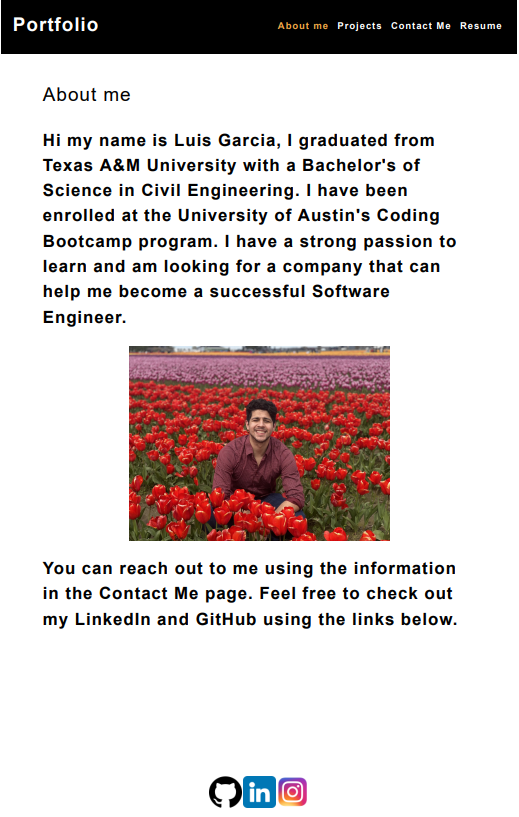 Portfolio
About me Projects Contact Me Resume
About me
Hi my name is Luis Garcia, I graduated from
Texas A&M University with a Bachelor's of
Science in Civil Engineering. I have been
enrolled at the University of Austin's Coding
Bootcamp program. I have a strong passion to
learn and am looking for a company that can
help me become a successful Software
Engineer.
You can reach out to me using the information
in the Contact Me page. Feel free to check out
my LinkedIn and GitHub using the links below.
in